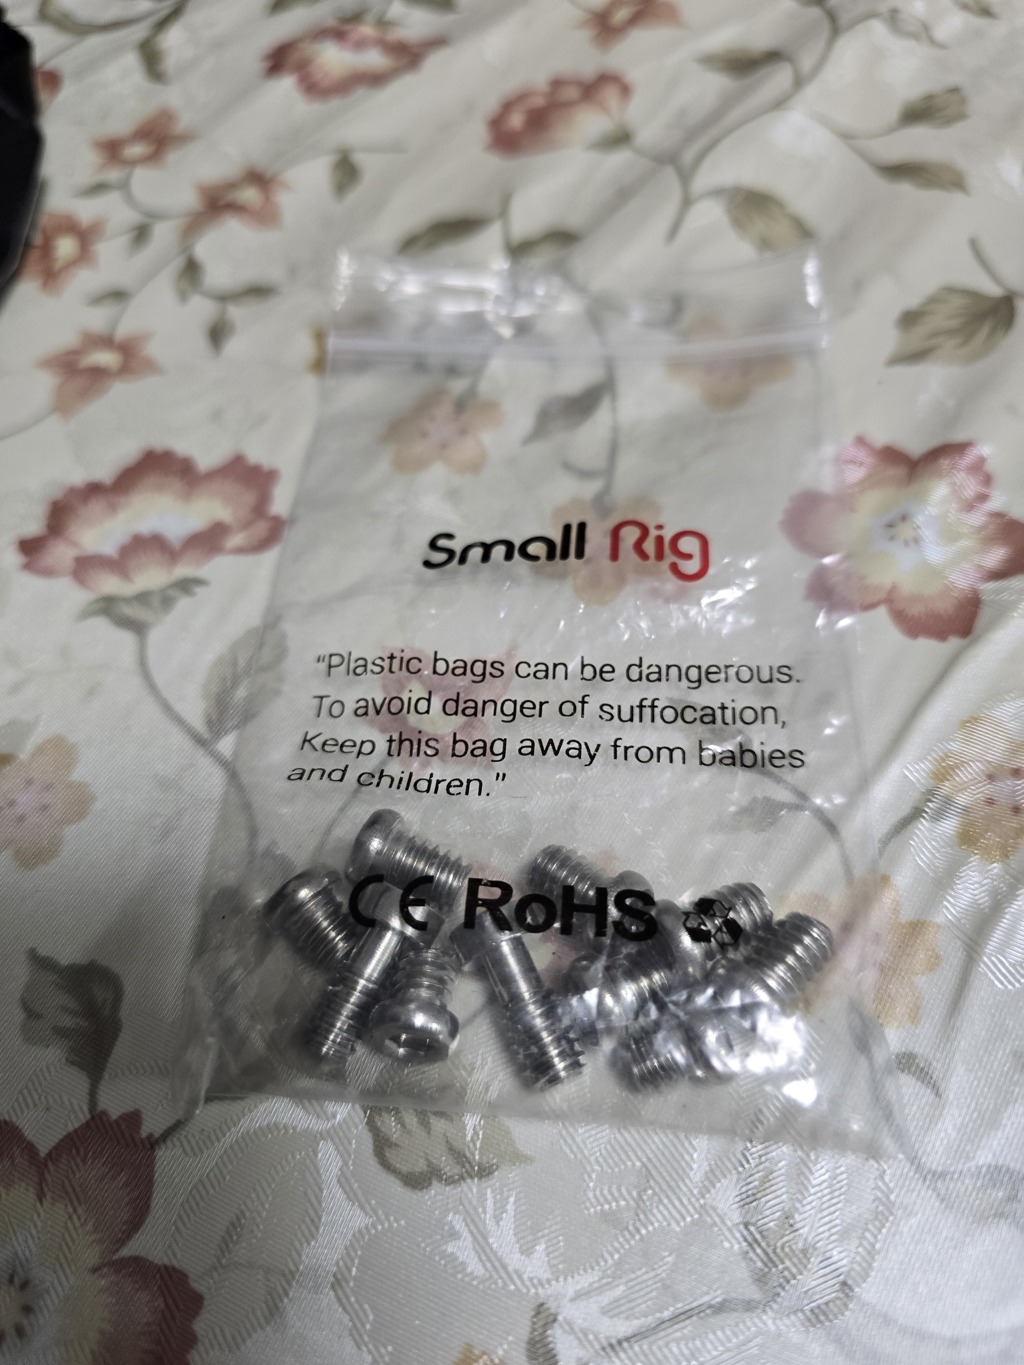 Small Rig
“Plastic bags can be dangerous.
To avoid danger of suffocation,
Keep this bag away from babies
and children."
CE RoHS